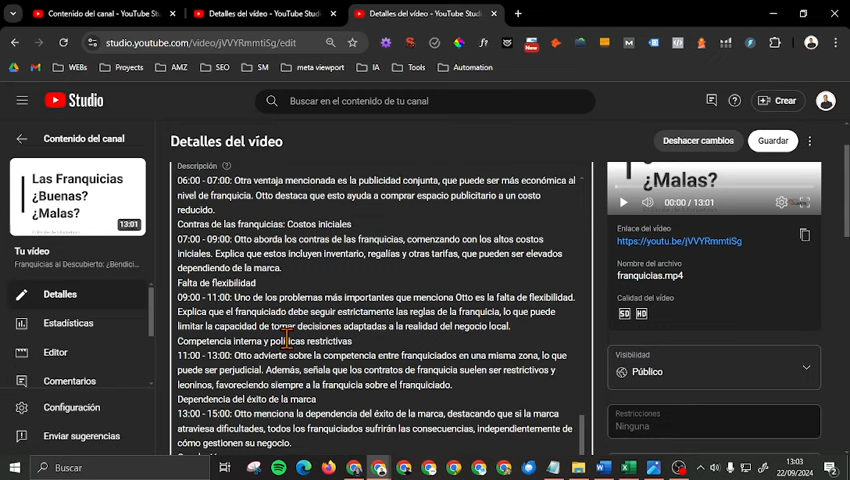 Contenido del canal - YouTube Stu
Detalles del vídeo - YouTube Studio
Detalles del vídeo - YouTube Studio
studio.youtube.com/video/jVVYRmmtiSg/edit
WEBs
Proyects
AMZ
SEO
SM
meta viewport
IA
Tools
Automation
New
Studio
Buscar en el contenido de tu canal
Crear
Contenido del canal
Las Franquicias
¿Buenas?
¿Malas?
13:01
Tu vídeo
Franquicias al Descubierto: ¿Bendici...
Detalles
Estadísticas
Editor
Comentarios
Configuración
Enviar sugerencias
Detalles del vídeo
Deshacer cambios
Guardar
Descripción
06:00 - 07:00: Otra ventaja mencionada es la publicidad conjunta, que puede ser más económica al
nivel de franquicia. Otto destaca que esto ayuda a comprar espacio publicitario a un costo
reducido.
Contras de las franquicias: Costos iniciales
07:00 - 09:00: Otto aborda los contras de las franquicias, comenzando con los altos costos
iniciales. Explica que estos incluyen inventario, regalías y otras tarifas, que pueden ser elevados
dependiendo de la marca.
Falta de flexibilidad
09:00 - 11:00: Uno de los problemas más importantes que menciona Otto es la falta de flexibilidad.
Explica que el franquiciado debe seguir estrictamente las reglas de la franquicia, lo que puede
limitar la capacidad de tomar decisiones adaptadas a la realidad del negocio local.
Competencia interna y políticas restrictivas
11:00 - 13:00: Otto advierte sobre la competencia entre franquiciados en una misma zona, lo que
puede ser perjudicial. Además, señala que los contratos de franquicia suelen ser restrictivos y
leoninos, favoreciendo siempre a la franquicia sobre el franquiciado.
Dependencia del éxito de la marca
13:00 - 15:00: Otto menciona la dependencia del éxito de la marca, destacando que si la marca
atraviesa dificultades, todos los franquiciados sufrirán las consecuencias, independientemente de
cómo gestionen su negocio.
¿Malas?
00:00 / 13:01
Enlace del vídeo
https://youtu.be/jVVYRmmtiSg
Nombre del archivo
franquicias.mp4
Calidad del vídeo
SD HD
Visibilidad
Público
Restricciones
Ninguna
Buscar
13:03
22/09/2024